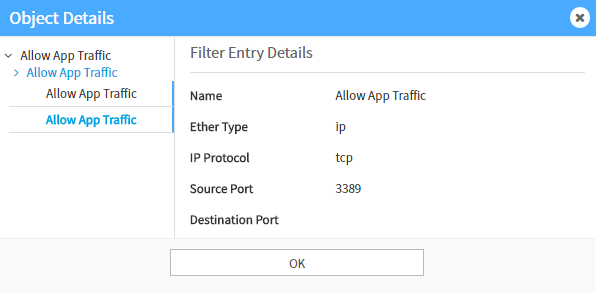 Object Details
Allow App Traffic
Allow App Traffic
Allow App Traffic
Allow App Traffic
Filter Entry Details
Name Allow App Traffic
Ether Type ip
IP Protocol tcp
Source Port 3389
Destination Port
OK